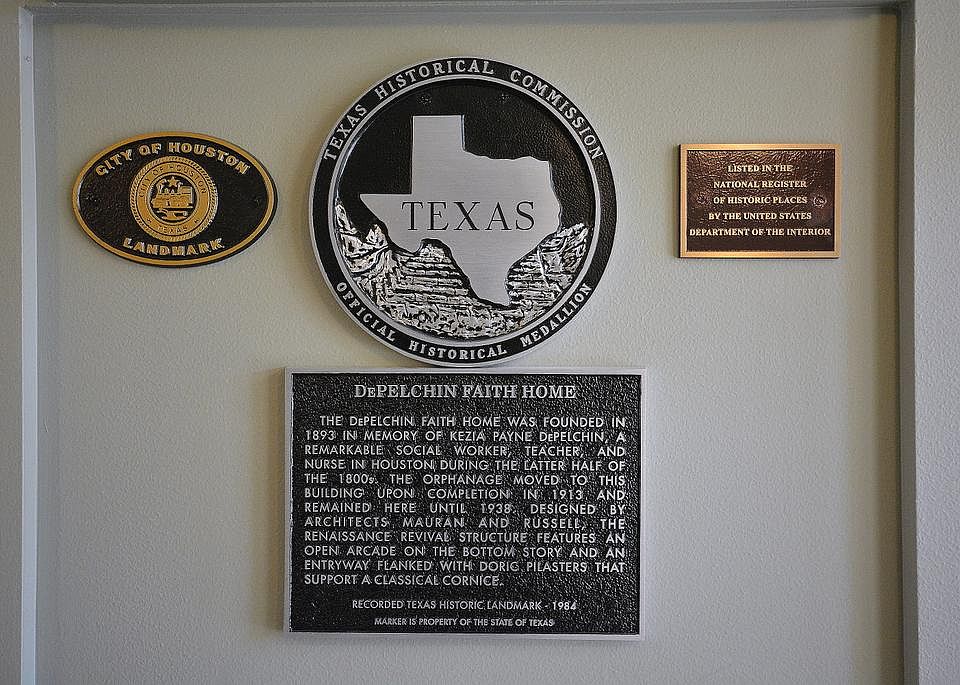 CITY OF HOUSTON
CITY OF HOUSTON
TEXAS
LANDMARK
TEXAS HISTORICAL COMMISSION
TEXAS
OFFICIAL HISTORICAL MEDALLION
LISTED IN THE
NATIONAL REGISTER
OF HISTORIC PLACES
BY THE UNITED STATES
DEPARTMENT OF THE INTERIOR
DEPELCHIN FAITH HOME
THE DEPELCHIN FAITH HOME WAS FOUNDED IN
1893 IN MEMORY OF KEZIA PAYNE DEPELCHIN, A
REMARKABLE SOCIAL WORKER, TEACHER, AND
NURSE IN HOUSTON DURING THE LATTER HALF OF
THE 1800s. THE ORPHANAGE MOVED TO THIS
BUILDING UPON COMPLETION IN 1913 AND
REMAINED HERE UNTIL 1938. DESIGNED BY
ARCHITECTS MAURAN AND RUSSELL, THE
RENAISSANCE REVIVAL STRUCTURE FEATURES AN
OPEN ARCADE ON THE BOTTOM STORY AND AN
ENTRYWAY FLANKED WITH DORIC PILASTERS THAT
SUPPORT A CLASSICAL CORNICE.
RECORDED TEXAS HISTORIC LANDMARK - 1984
MARKER IS PROPERTY OF THE STATE OF TEXAS